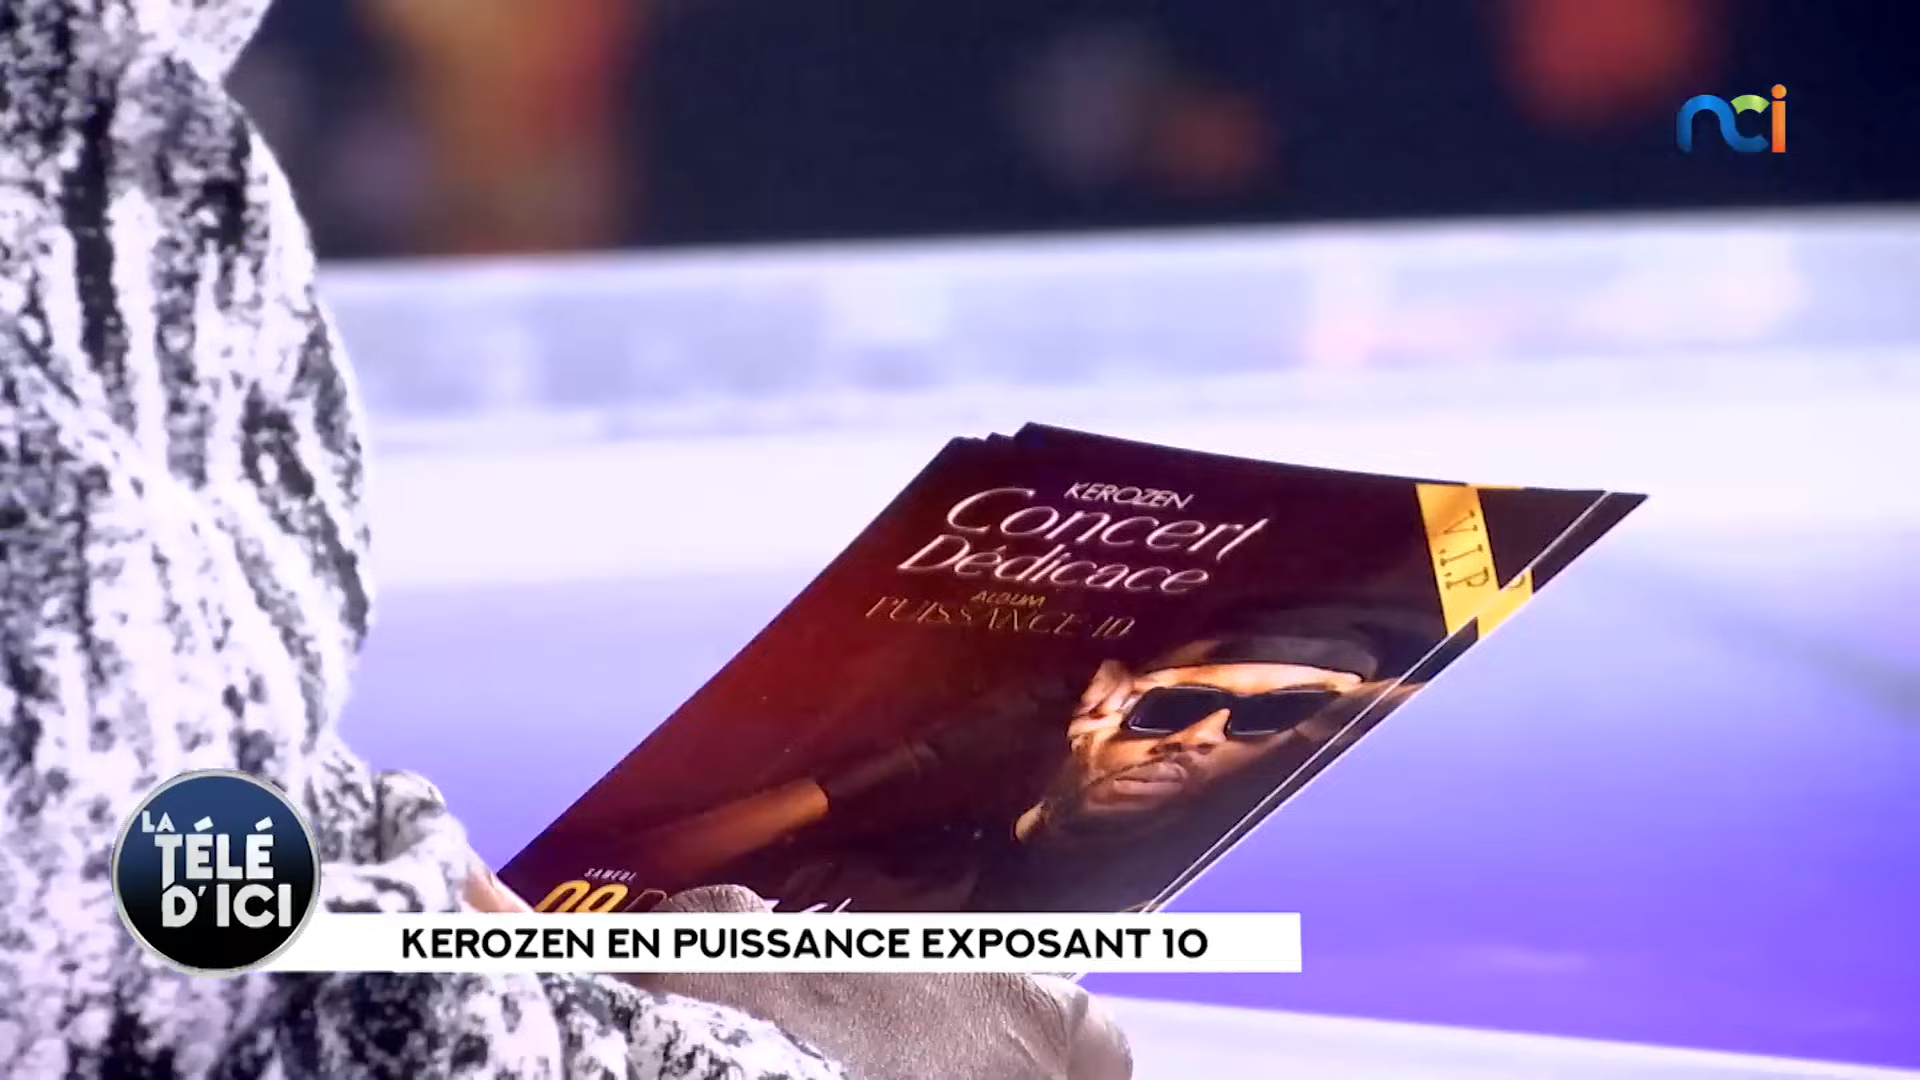 nci
KEROZEN
Concert
Dédicace
ALBUM
PUISSANCE 10
V.I.P
SAMEDI
LA
TÉLÉ
D'ICI
KEROZEN EN PUISSANCE EXPOSANT 10